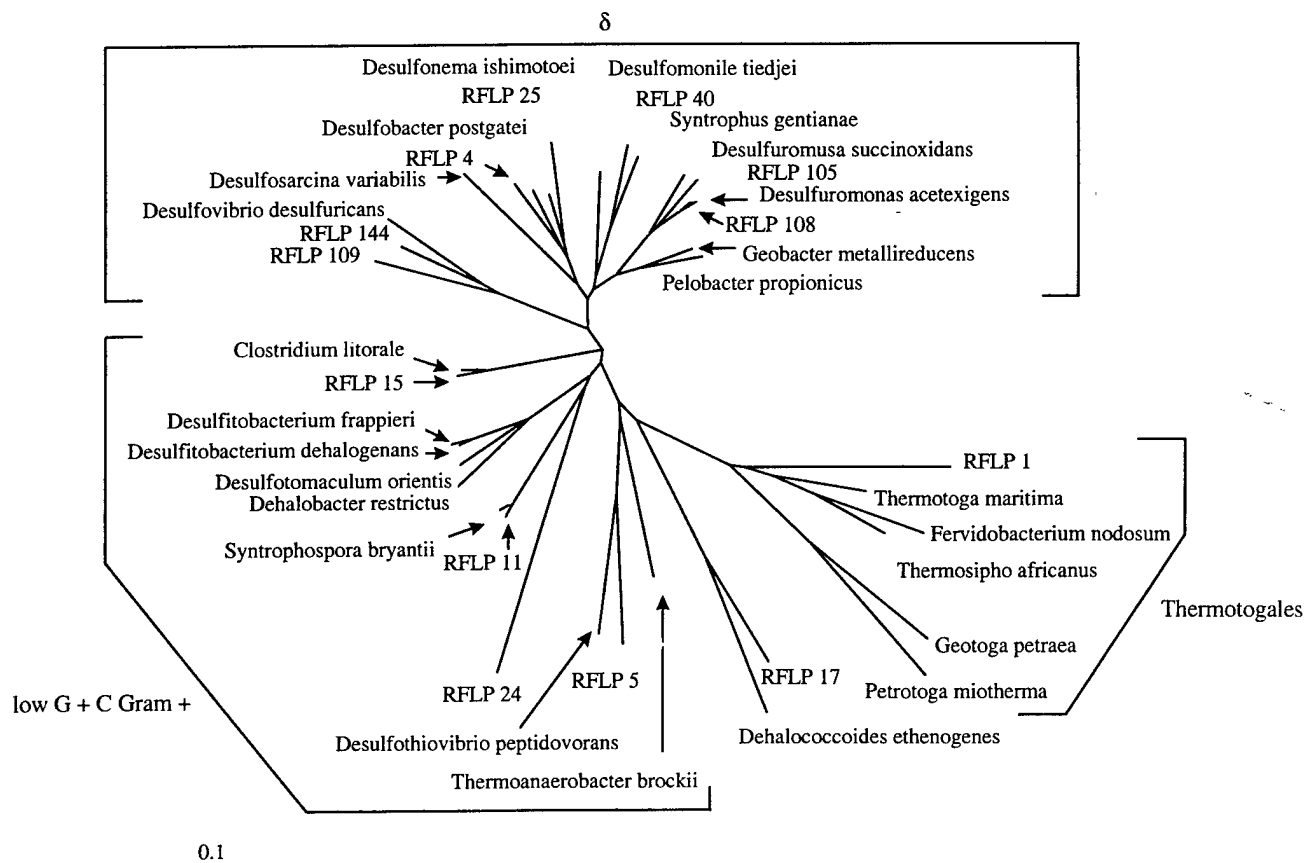 δ
Desulfonema ishimotoei
Desulfomonile tiedjei
RFLP 25
RFLP 40
Desulfobacter postgatei
Syntrophus gentianae
RFLP 4
Desulfuromusa succinoxidans
RFLP 105
Desulfosarcina variabilis
Desulfuromonas acetexigens
Desulfovibrio desulfuricans
RFLP 108
RFLP 144
RFLP 109
Geobacter metallireducens
Pelobacter propionicus
Clostridium litorale
RFLP 15
Desulfitobacterium frappieri
Desulfitobacterium dehalogenans
Desulfotomaculum orientis
Dehalobacter restrictus
Syntrophospora bryantii
RFLP 11
RFLP 1
Thermotoga maritima
Fervidobacterium nodosum
Thermosipho africanus
Thermotogales
Geotoga petraea
Petrotoga miotherma
RFLP 17
RFLP 5
RFLP 24
low G + C Gram +
Desulfothiovibrio peptidovorans
Dehalococcoides ethenogenes
Thermoanaerobacter brockii
0.1